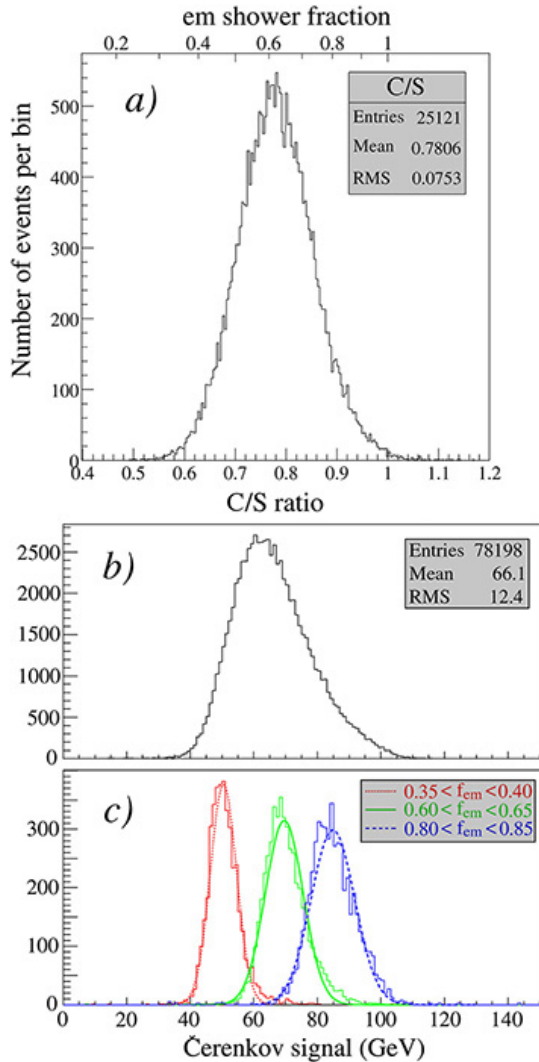 em shower fraction
0.2 0.4 0.6 0.8 1
a)
C/S
Entries 25121
Mean 0.7806
RMS 0.0753
Number of events per bin
500
400
300
200
100
0
0.4 0.5 0.6 0.7 0.8 0.9 1 1.1 1.2
C/S ratio
b)
Entries 78198
Mean 66.1
RMS 12.4
2500
2000
1500
1000
500
0
c)
0.35 < fem < 0.40
0.60 < fem < 0.65
0.80 < fem < 0.85
300
200
100
0
0 20 40 60 80 100 120 140
Čerenkov signal (GeV)